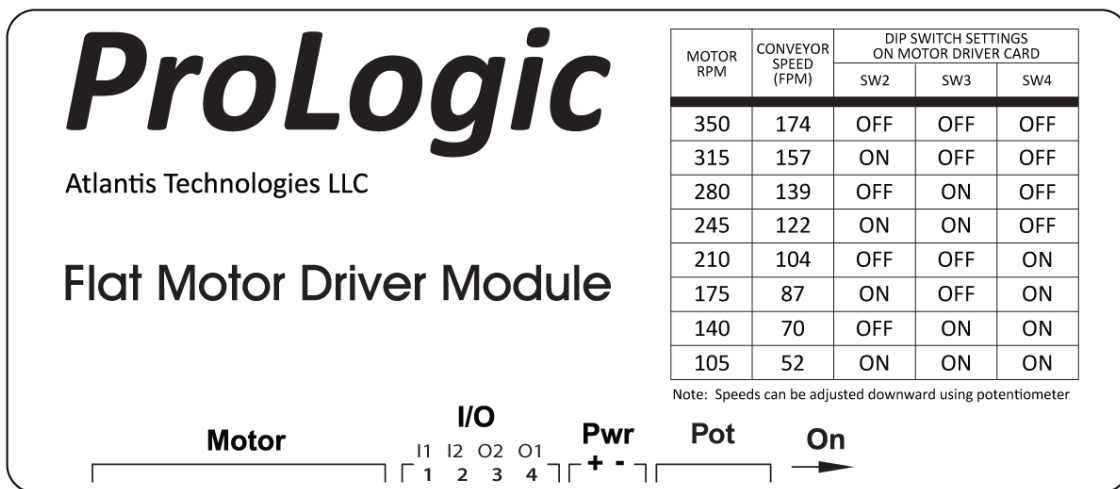 ProLogic
Atlantis Technologies LLC
Flat Motor Driver Module
MOTOR RPM CONVEYOR SPEED (FPM) DIP SWITCH SETTINGS ON MOTOR DRIVER CARD
SW2 SW3 SW4
350 174 OFF OFF OFF
315 157 ON OFF OFF
280 139 OFF ON OFF
245 122 ON ON OFF
210 104 OFF OFF ON
175 87 ON OFF ON
140 70 OFF ON ON
105 52 ON ON ON
Note: Speeds can be adjusted downward using potentiometer
Motor I/O Pwr Pot On
I1 I2 O2 O1 + -
1 2 3 4